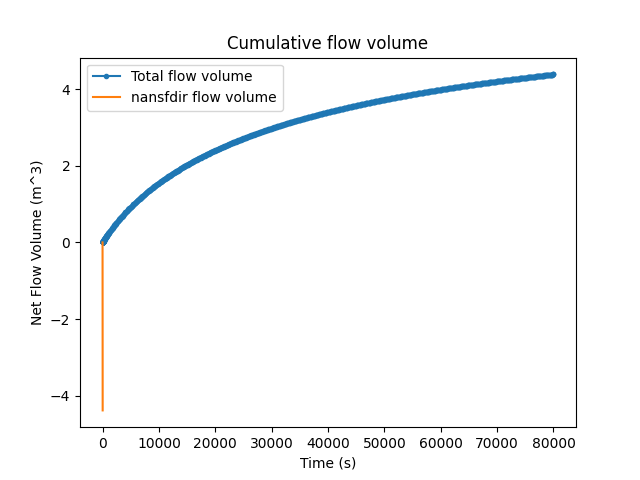 Cumulative flow volume
Total flow volume
nansfdir flow volume
Net Flow Volume (m^3)
4
2
0
−2
−4
0 10000 20000 30000 40000 50000 60000 70000 80000
Time (s)